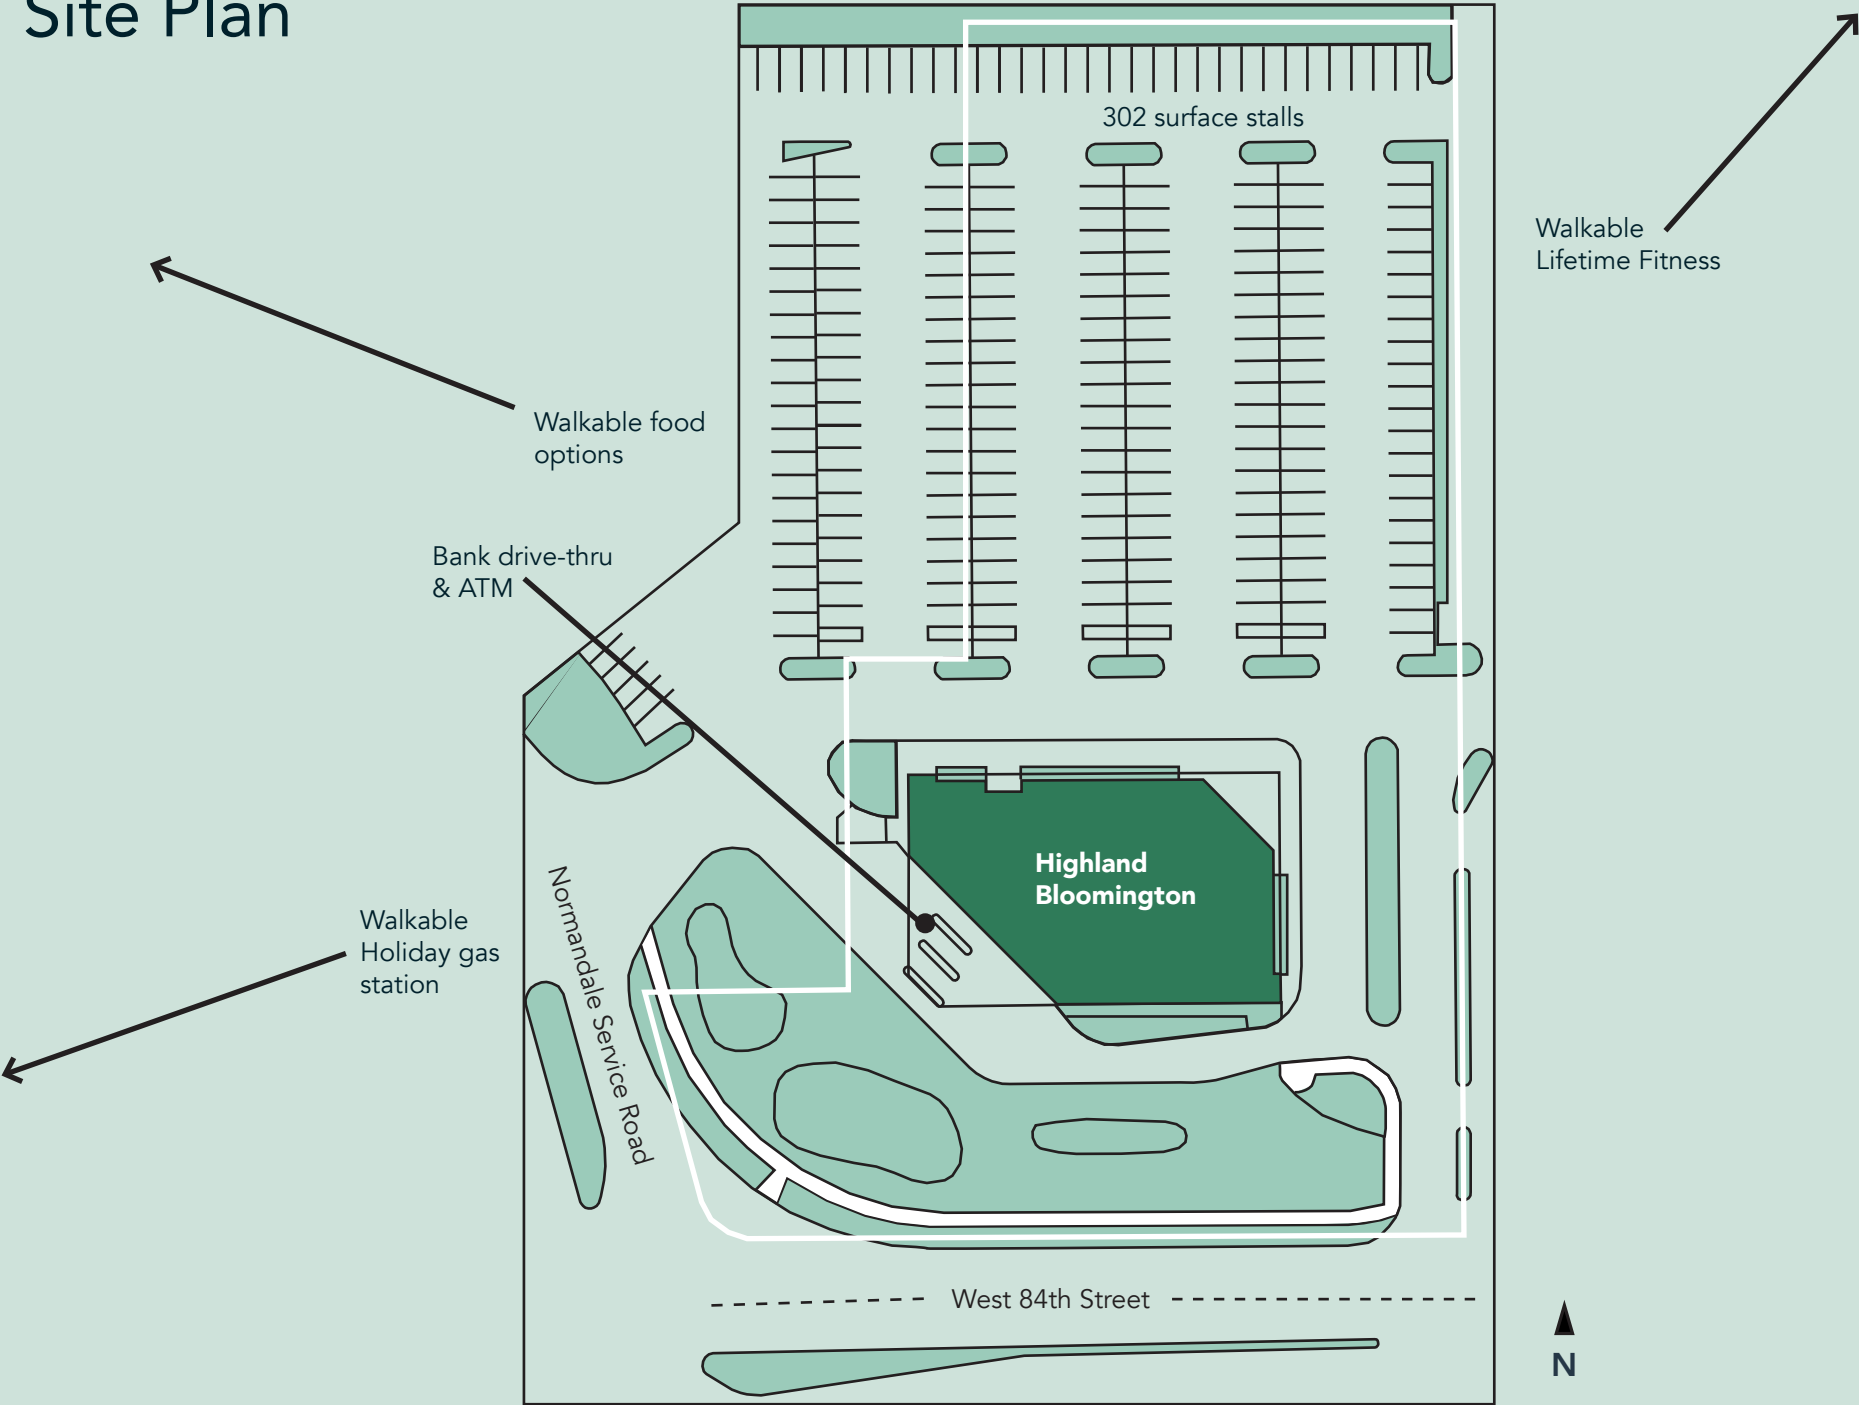 Site Plan
302 surface stalls
Walkable
Lifetime Fitness
Walkable food
options
Bank drive-thru
& ATM
Highland
Bloomington
Walkable
Holiday gas
station
Normandale Service Road
West 84th Street
N